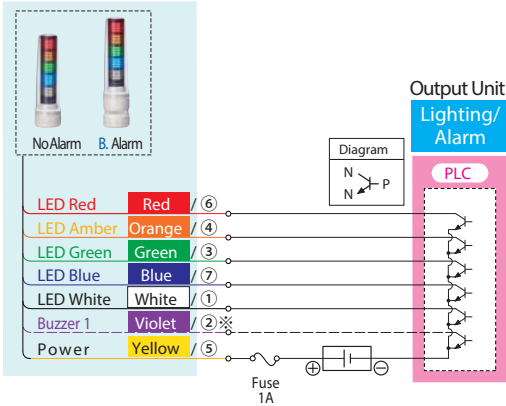 No Alarm
B. Alarm
Output Unit
Lighting/
Alarm
PLC
Diagram
N
N
P
LED Red Red / ⑥
LED Amber Orange / ④
LED Green Green / ③
LED Blue Blue / ⑦
LED White White / ①
Buzzer 1 Violet / ②※
Power Yellow / ⑤
⊕ ⊖
Fuse
1A